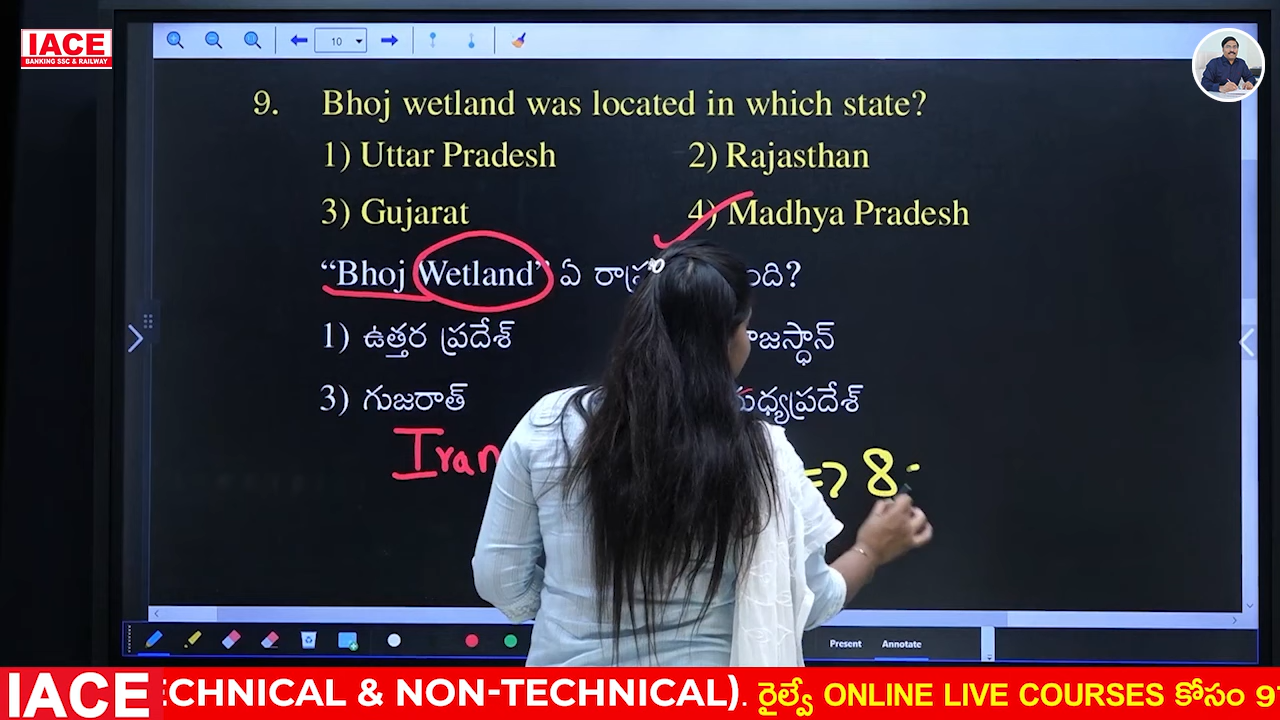 IACE
BANKING SSC & RAILWAY
10
9. Bhoj wetland was located in which state?
1) Uttar Pradesh 2) Rajasthan
3) Gujarat 4) Madhya Pradesh
“Bhoj Wetland” ఏ
1) ఉత్తర ప్రదేశ్
3) గుజరాత్
Iran => 8
Present Annotate
IACE ECHNICAL & NON-TECHNICAL). రైల్వే ONLINE LIVE COURSES కోసం 9